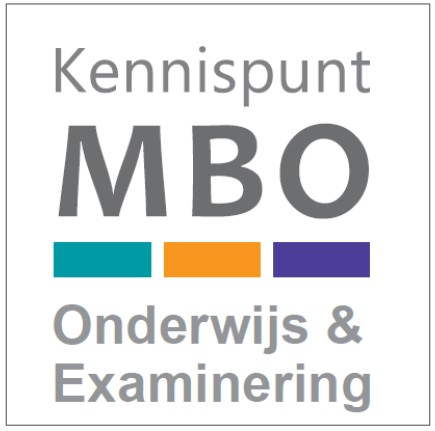 Kennispunt
MBO
Onderwijs &
Examinering